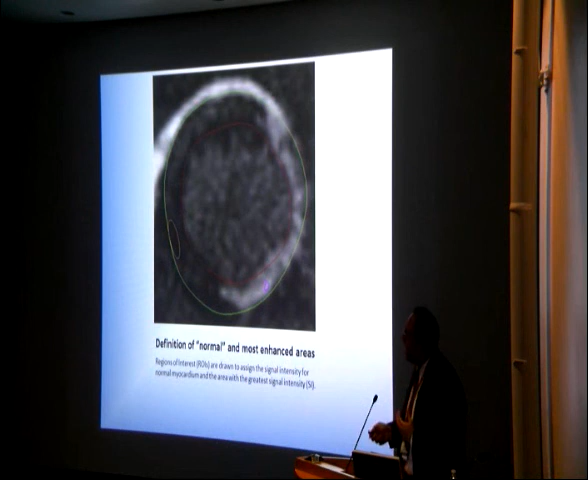 Definition of "normal" and most enhanced areas
Regions of Interest (ROIs) are drawn to assign the signal intensity for
normal myocardium and the area with the greatest signal intensity (SI).